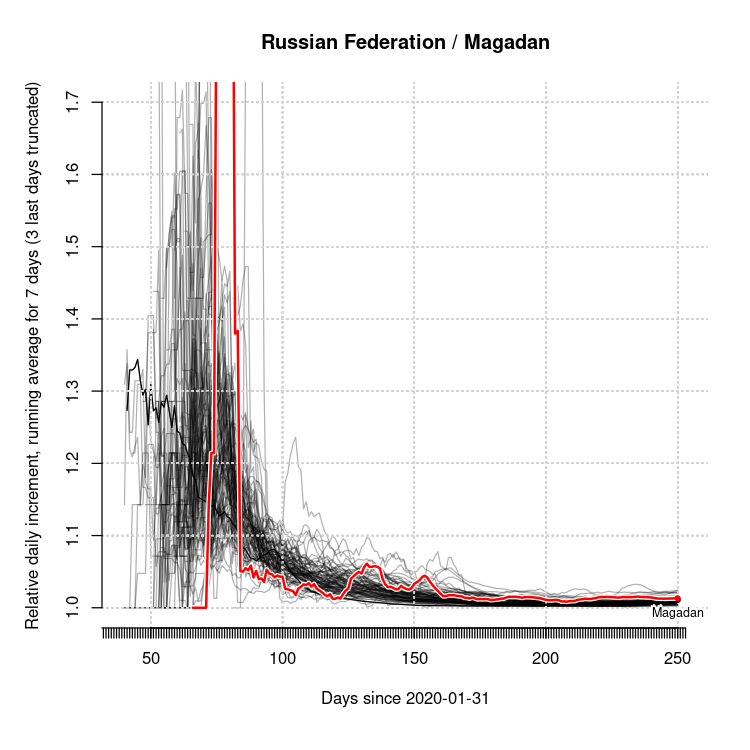 Russian Federation / Magadan
Relative daily increment, running average for 7 days (3 last days truncated)
1.7
1.6
1.5
1.4
1.3
1.2
1.1
1.0
Magadan
50 100 150 200 250
Days since 2020-01-31